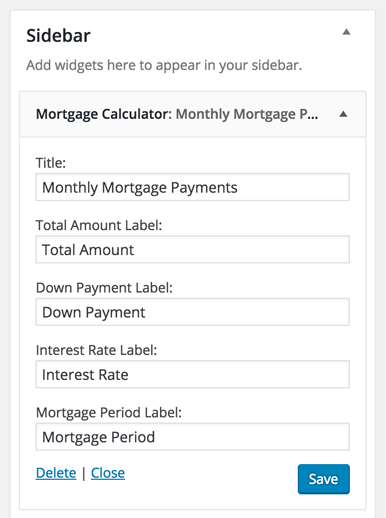 Sidebar
Add widgets here to appear in your sidebar.
Mortgage Calculator: Monthly Mortgage P...
Title:
Monthly Mortgage Payments
Total Amount Label:
Total Amount
Down Payment Label:
Down Payment
Interest Rate Label:
Interest Rate
Mortgage Period Label:
Mortgage Period
Delete | Close Save